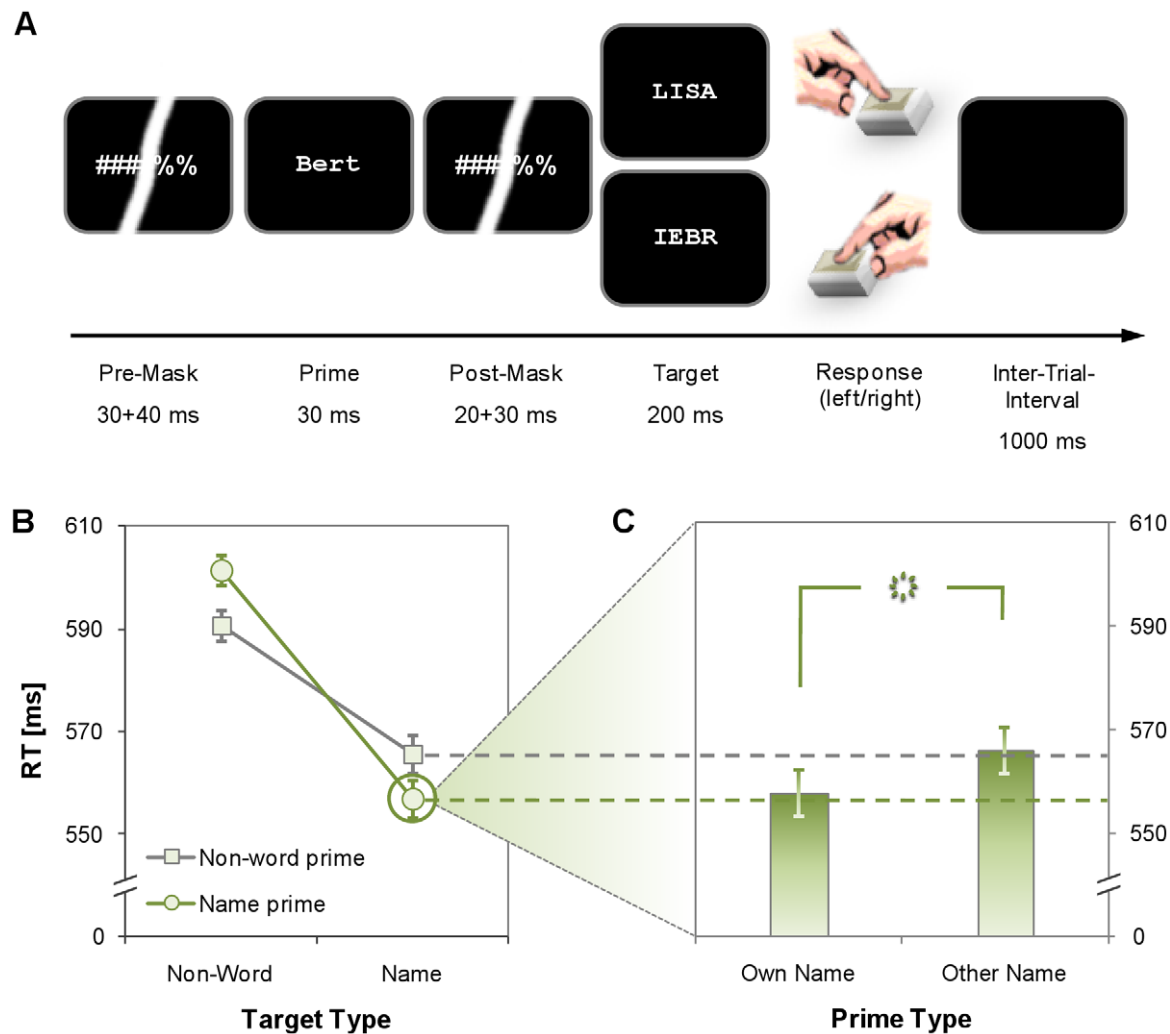 A
###%%
Bert
###%%
LISA
IEBR
Pre-Mask
30+40 ms
Prime
30 ms
Post-Mask
20+30 ms
Target
200 ms
Response
(left/right)
Inter-Trial-
Interval
1000 ms
B
RT [ms]
610
590
570
550
0
Non-word prime
Name prime
Non-Word
Name
Target Type
C
610
590
570
550
0
Own Name
Other Name
Prime Type